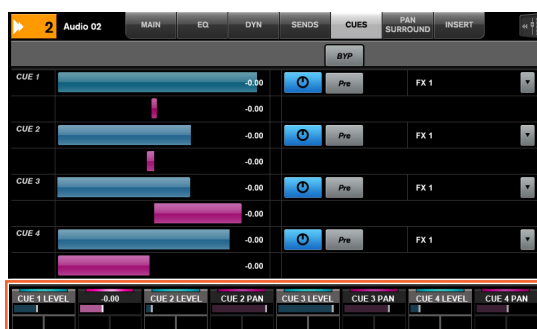 2 Audio 02 MAIN EQ DYN SENDS CUES PAN SURROUND INSERT
BYP
CUE 1 -0.00 Pre FX 1
-0.00
CUE 2 -0.00 Pre FX 1
-0.00
CUE 3 -0.00 Pre FX 1
-0.00
CUE 4 -0.00 Pre FX 1
-0.00
CUE 1 LEVEL -0.00 CUE 2 LEVEL CUE 2 PAN CUE 3 LEVEL CUE 3 PAN CUE 4 LEVEL CUE 4 PAN